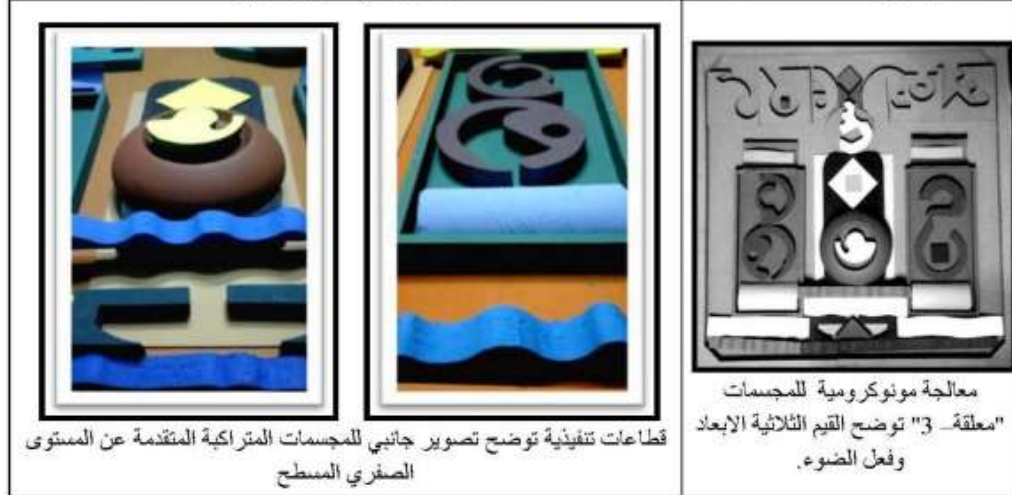 معالجة مونوكرومية للمجسمات
"معلقة_ 3" توضح القيم الثلاثية الابعاد
وفعل الضوء.
قطاعات تنفيذية توضح تصوير جانبي للمجسمات المتراكبة المتقدمة عن المستوى
الصفري المسطح